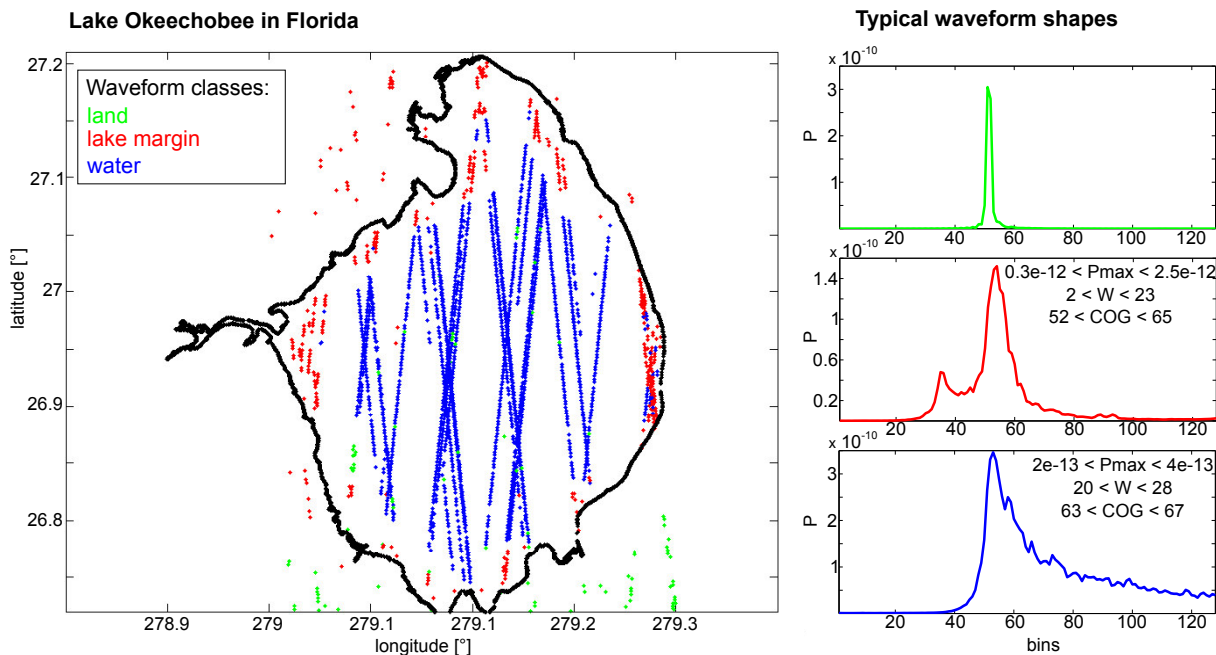 Lake Okeechobee in Florida
27.2
27.1
27
26.9
26.8
latitude [°]
278.9
279
279.1
279.1
279.2
279.3
longitude [°]
Waveform classes:
land
lake margin
water
Typical waveform shapes
x 10^-10
3
2
1
P
20
40
60
80
100
120
x 10^-10
1.4
1
0.6
0.2
P
0.3e-12 < Pmax < 2.5e-12
2 < W < 23
52 < COG < 65
20
40
60
80
100
120
x 10^-10
3
2
1
P
2e-13 < Pmax < 4e-13
20 < W < 28
63 < COG < 67
20
40
60
80
100
120
bins